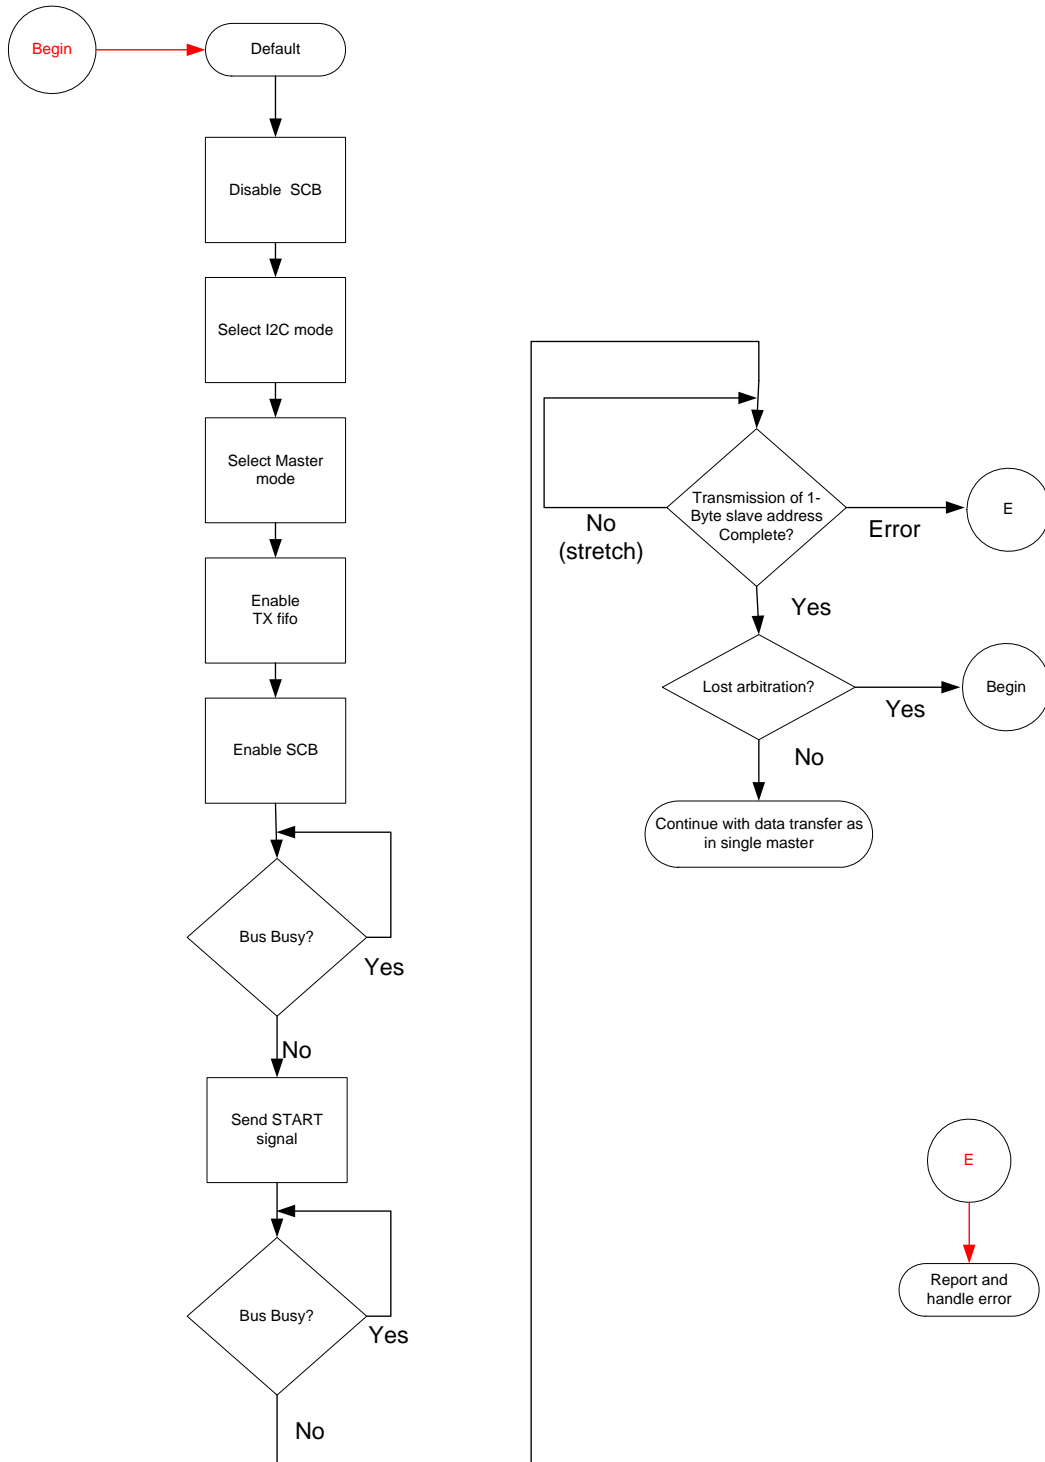 Begin
Default
Disable  SCB
Select I2C mode
Select Master
mode
Enable
TX fifo
Enable SCB
Bus Busy?
Yes
No
Send START
signal
Bus Busy?
Yes
No
Transmission of 1-
Byte slave address
Complete?
No
(stretch)
Error
E
Yes
Lost arbitration?
Yes
Begin
No
Continue with data transfer as
in single master
E
Report and
handle error